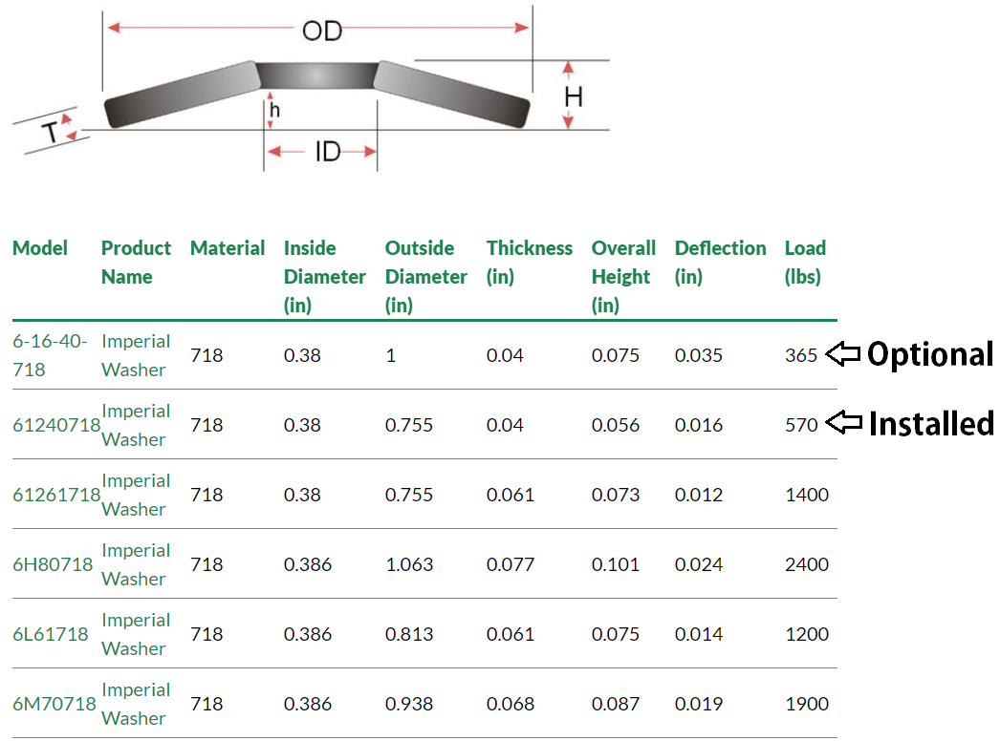 OD
H
h
T
ID
Model Product Name Material Inside Diameter (in) Outside Diameter (in) Thickness (in) Overall Height (in) Deflection (in) Load (lbs)
6-16-40-718 Imperial Washer 718 0.38 1 0.04 0.075 0.035 365 Optional
61240718 Imperial Washer 718 0.38 0.755 0.04 0.056 0.016 570 Installed
61261718 Imperial Washer 718 0.38 0.755 0.061 0.073 0.012 1400
6H80718 Imperial Washer 718 0.386 1.063 0.077 0.101 0.024 2400
6L61718 Imperial Washer 718 0.386 0.813 0.061 0.075 0.014 1200
6M70718 Imperial Washer 718 0.386 0.938 0.068 0.087 0.019 1900